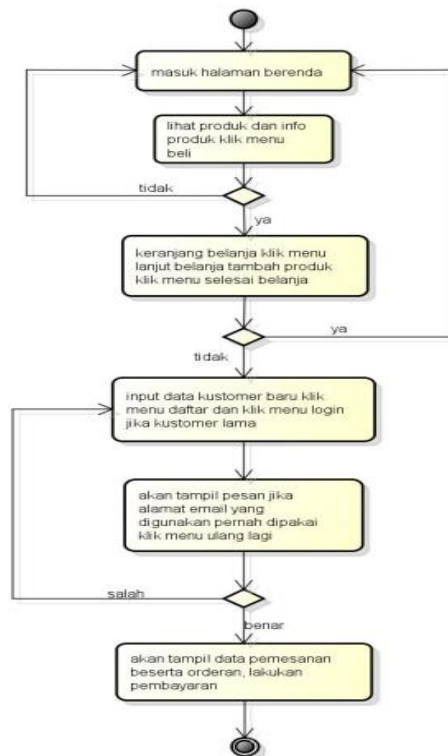 masuk halaman berenda
lihat produk dan info
produk klik menu
beli
tidak
ya
keranjang belanja klik menu
lanjut belanja tambah produk
klik menu selesai belanja
ya
tidak
input data kustomer baru klik
menu daftar dan klik menu login
jika kustomer lama
akan tampil pesan jika
alamat email yang
digunakan pernah dipakai
klik menu ulang lagi
salah
benar
akan tampil data pemesanan
beserta orderan, lakukan
pembayaran